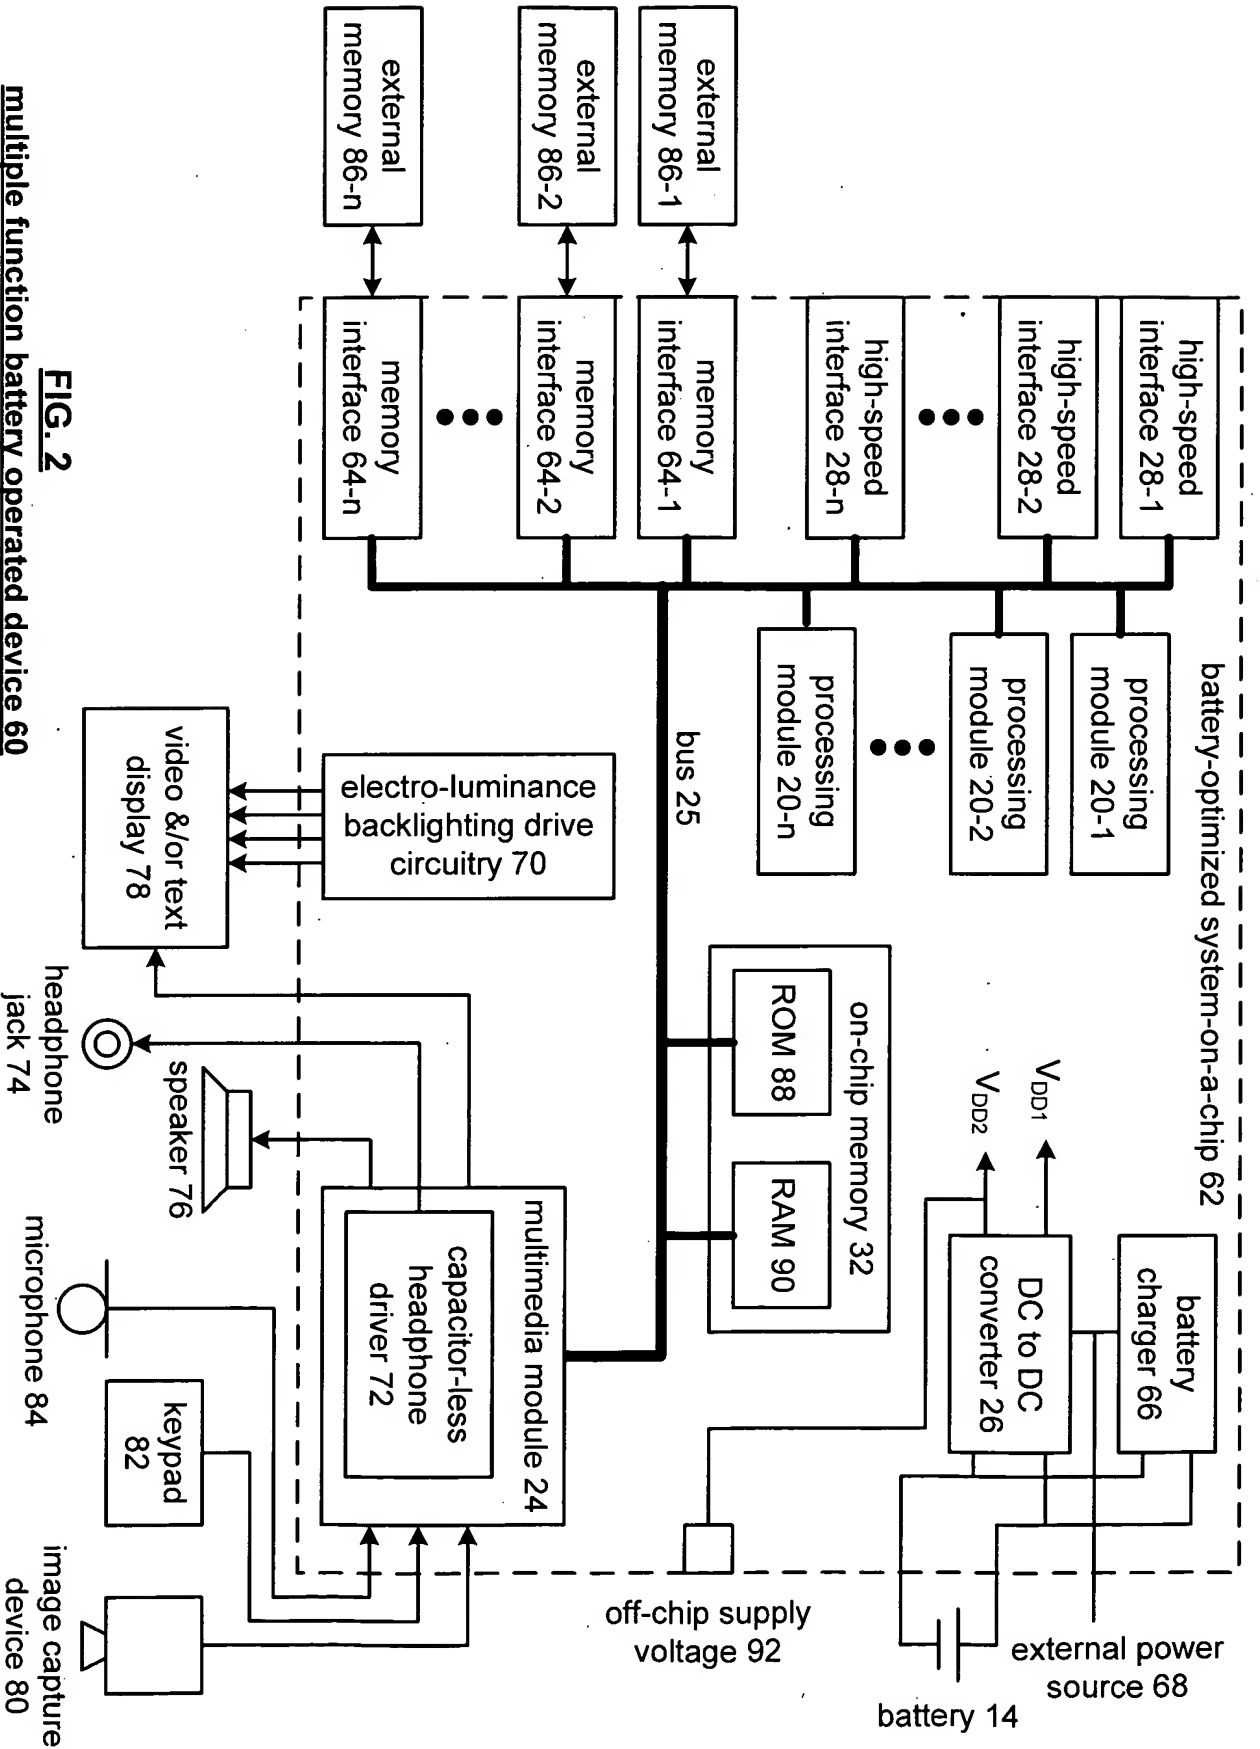 battery-optimized system-on-a-chip 62
high-speed
interface 28-1
high-speed
interface 28-2
high-speed
interface 28-n
memory
interface 64-1
memory
interface 64-2
memory
interface 64-n
external
memory 86-1
external
memory 86-2
external
memory 86-n
processing
module 20-1
processing
module 20-2
processing
module 20-n
bus 25
on-chip memory 32
ROM 88
RAM 90
VDD1
VDD2
DC to DC
converter 26
battery
charger 66
external power
source 68
battery 14
off-chip supply
voltage 92
electro-luminance
backlighting drive
circuitry 70
multimedia module 24
capacitor-less
headphone
driver 72
video &/or text
display 78
headphone
jack 74
speaker 76
microphone 84
keypad
82
image capture
device 80
FIG. 2
multiple function battery operated device 60